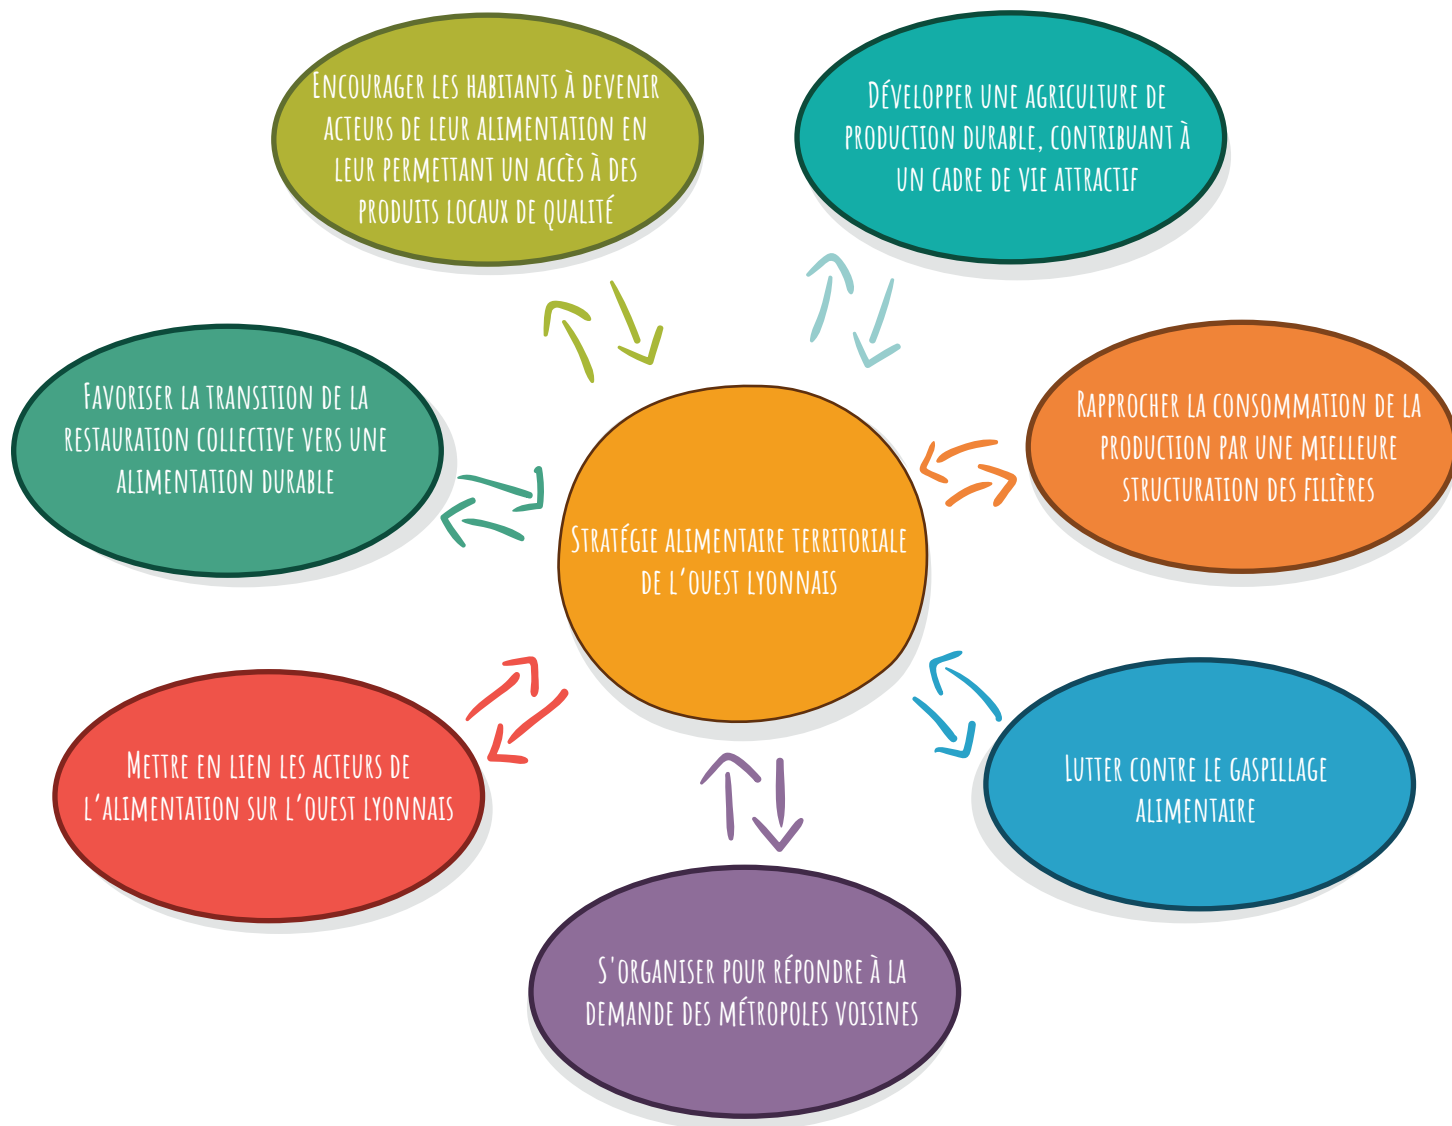 Encourager les habitants à devenir
acteurs de leur alimentation en
leur permettant un accès à des
produits locaux de qualité
Développer une agriculture de
production durable, contribuant à
un cadre de vie attractif
Favoriser la transition de la
restauration collective vers une
alimentation durable
Rapprocher la consommation de la
production par une mielleure
structuration des filières
Stratégie alimentaire territoriale
de l’ouest lyonnais
Mettre en lien les acteurs de
l’alimentation sur l’ouest lyonnais
Lutter contre le gaspillage
alimentaire
S'organiser pour répondre à la
demande des métropoles voisines